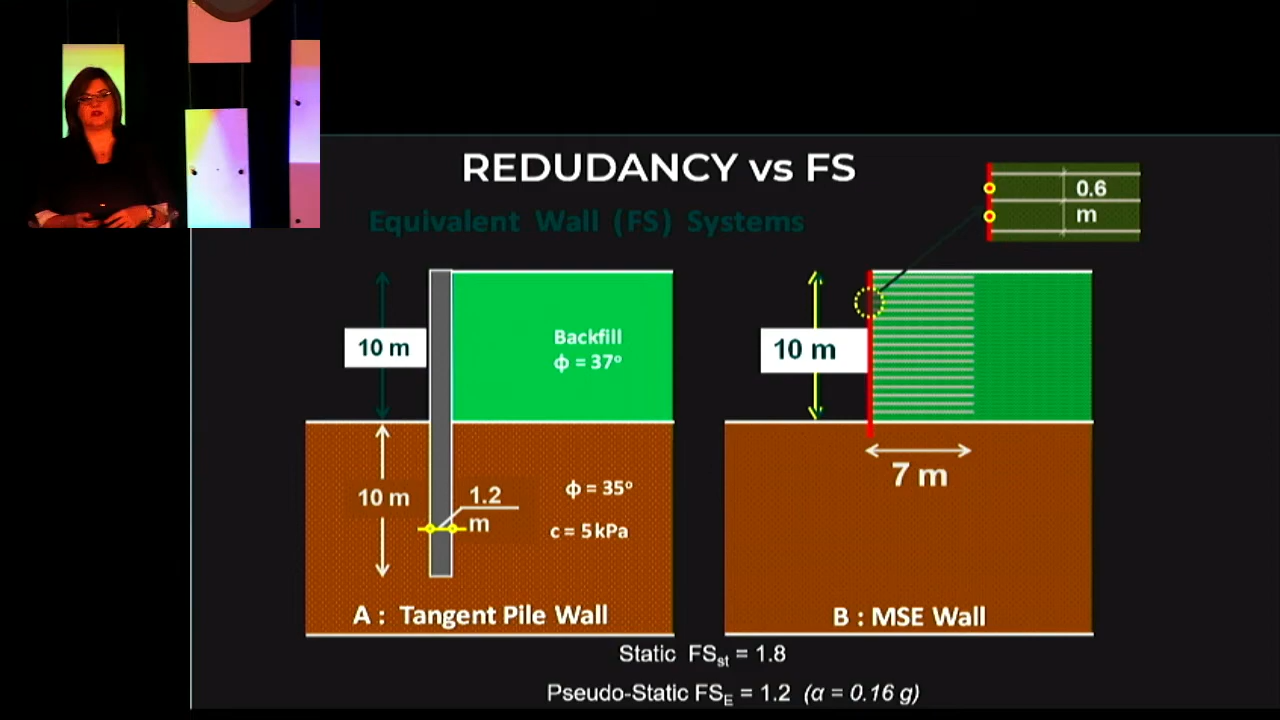 REDUDANCY vs FS
Equivalent Wall (FS) Systems
0.6
m
10 m
Backfill
ϕ = 37°
10 m
10 m
1.2
m
ϕ = 35°
c = 5 kPa
7 m
A : Tangent Pile Wall
B : MSE Wall
Static FSst = 1.8
Pseudo-Static FSE = 1.2 (α = 0.16 g)